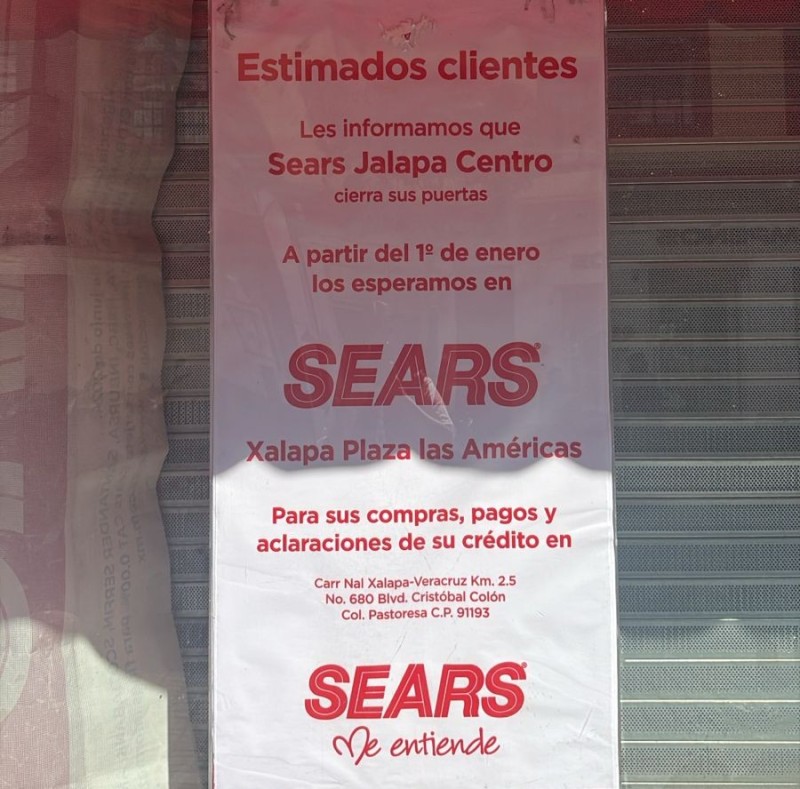 Estimados clientes
Les informamos que
Sears Jalapa Centro
cierra sus puertas
A partir del 1º de enero
los esperamos en
SEARS
Xalapa Plaza las Américas
Para sus compras, pagos y
aclaraciones de su crédito en
Carr Nal Xalapa-Veracruz Km. 2.5
No. 680 Blvd. Cristóbal Colón
Col. Pastoresa C.P. 91193
SEARS
Me entiende